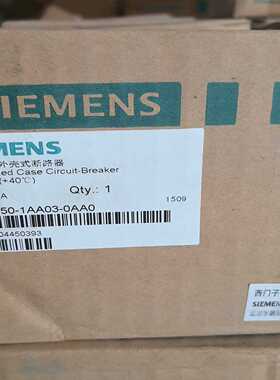 SIEMENS
MENS
外壳式断路器
ed Case Circuit-Breaker
(+40℃)
A
Qty.: 1
50-1AA03-0AA0
1509
04450393
西门子
SIEMENS